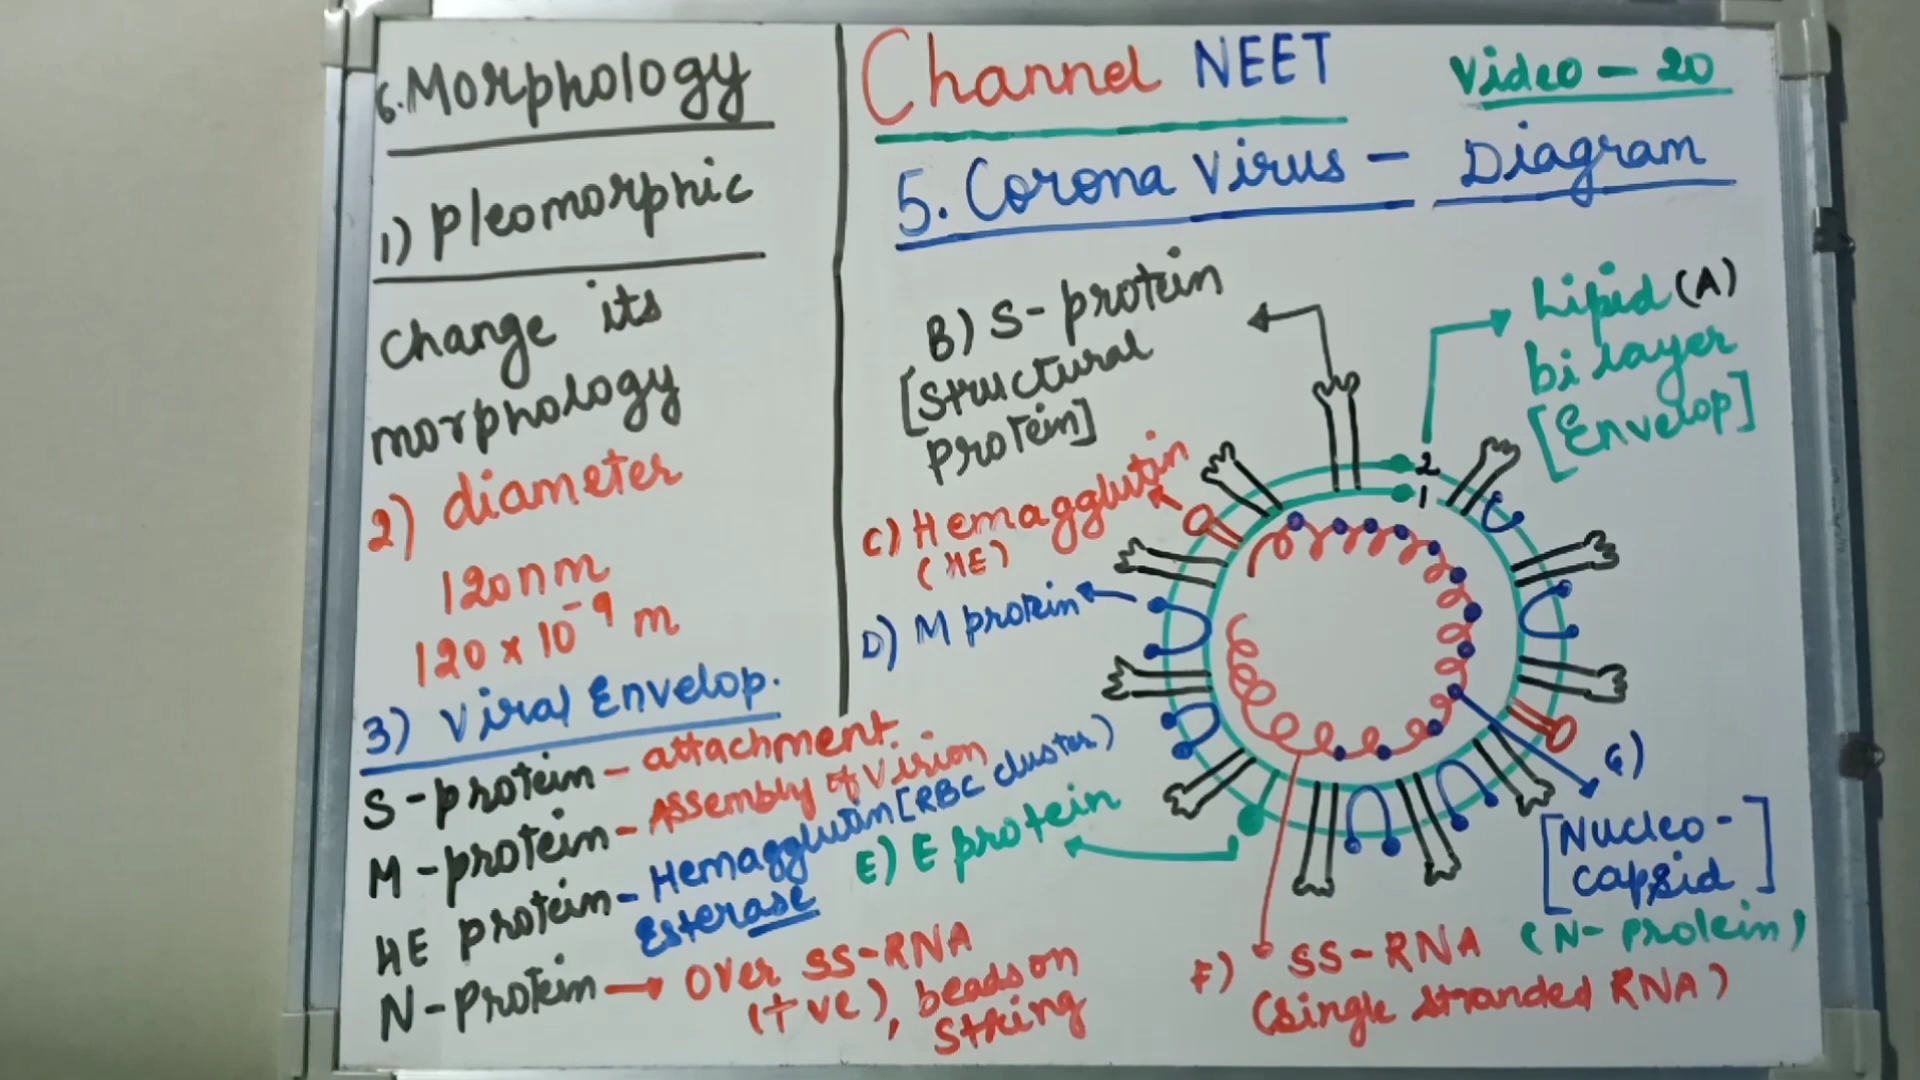 6. Morphology
1) Pleomorphic
Change its
morphology
2) diameter
120nm
120 x 10⁻⁹ m
3) Viral Envelop.
S-protein - attachment
M-protein - Assembly of Virion
HE protein - Hemagglutin [RBC cluster)
Esterase
N-Protein → Over SS-RNA
(+ve), beads on
string
Channel NEET
Video - 20
5. Corona Virus - Diagram
B) S-protein
[Structural
protein]
Lipid (A)
bi layer
[Envelop]
2
1
C) Hemagglutin
(HE)
D) M protein
E) E protein
G)
[Nucleo-
capsid]
(N-protein)
F) SS-RNA
(Single stranded RNA)